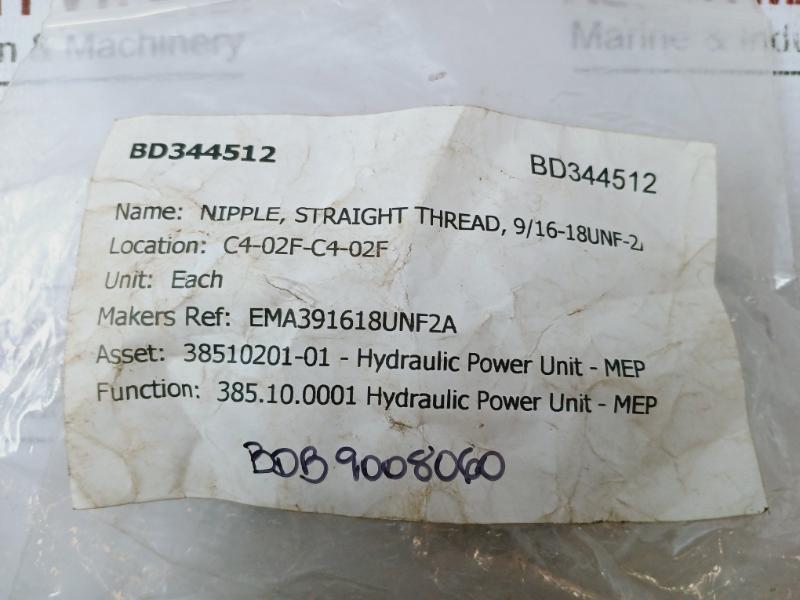 n & Machinery
Marine & Indu
BD344512
BD344512
Name: NIPPLE, STRAIGHT THREAD, 9/16-18UNF-2
Location: C4-02F-C4-02F
Unit: Each
Makers Ref: EMA391618UNF2A
Asset: 38510201-01 - Hydraulic Power Unit - MEP
Function: 385.10.0001 Hydraulic Power Unit - MEP
BDB9008060